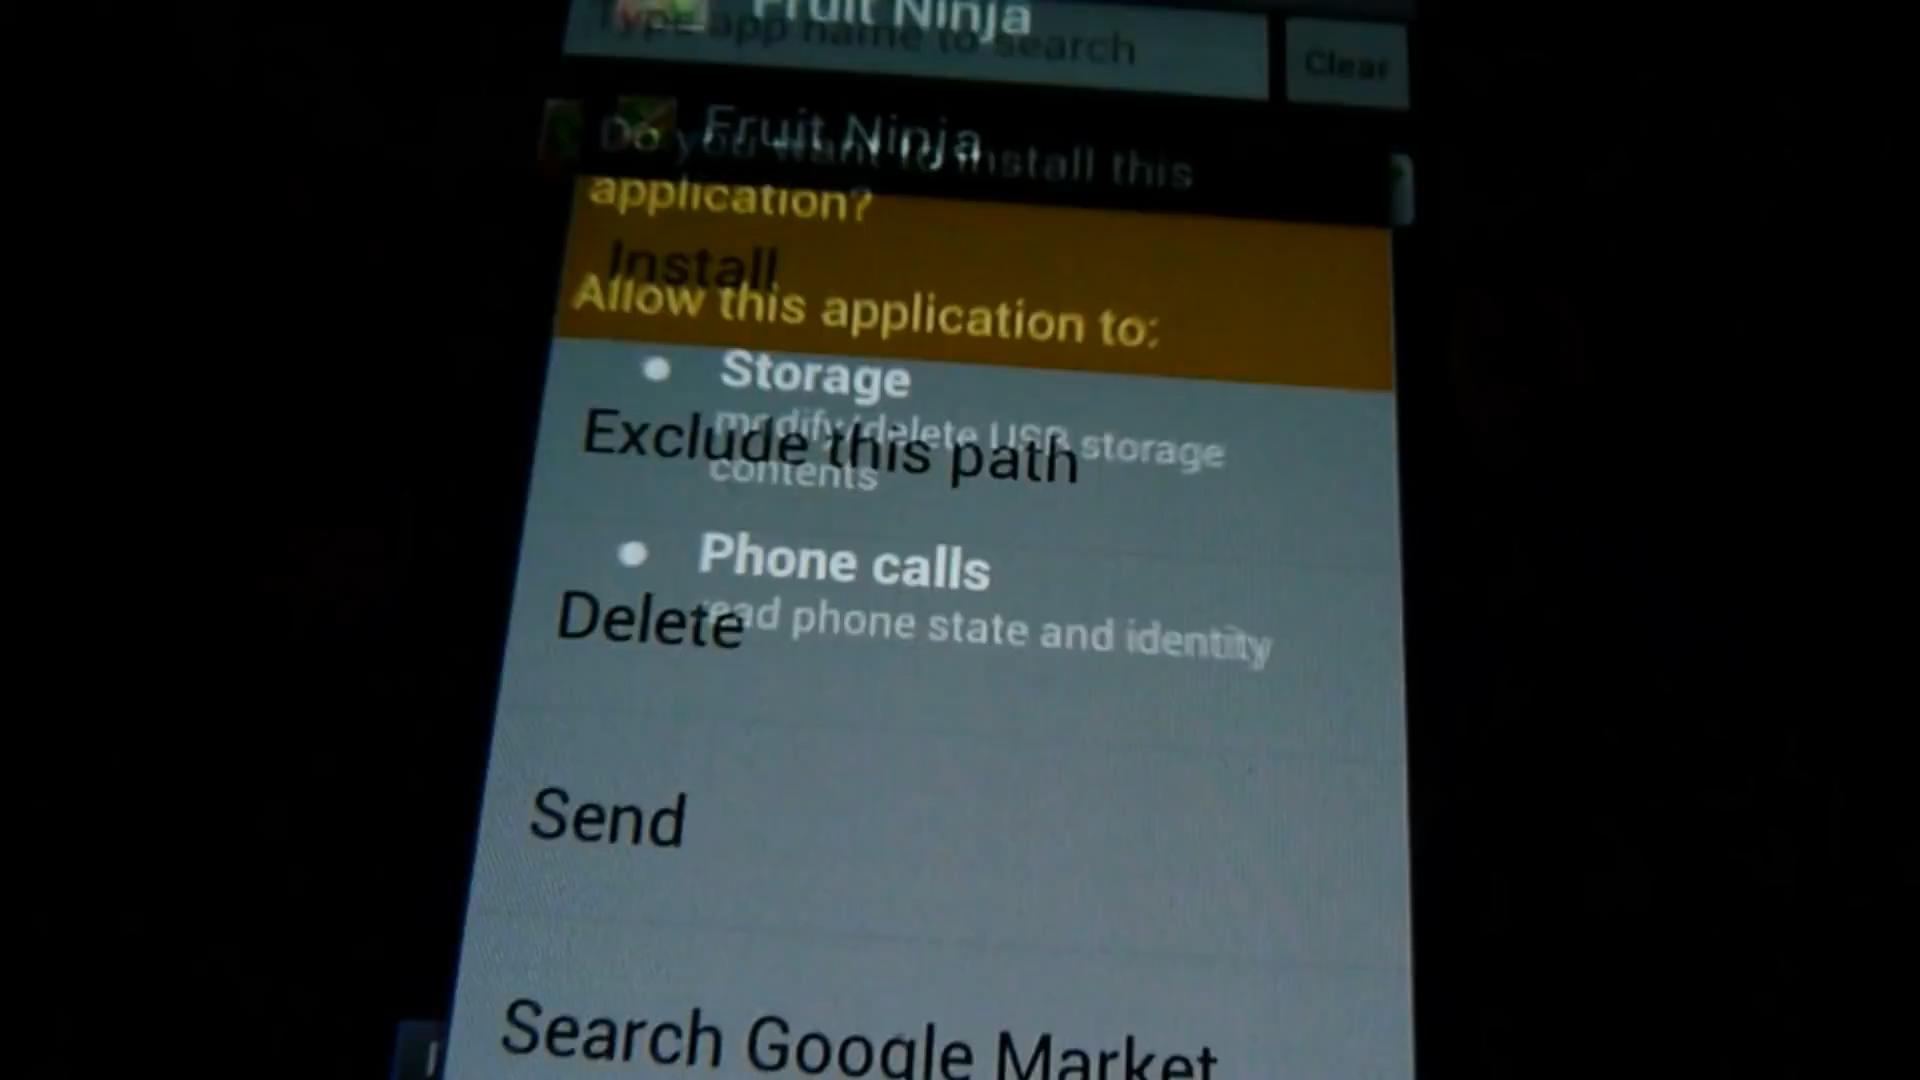 Fruit Ninja
Type app name to search
Clear
Fruit Ninja
Do you want to install this
application?
Install
Allow this application to:
Storage
modify/delete USB storage
contents
Exclude this path
Phone calls
read phone state and identity
Delete
Send
Search Google Market